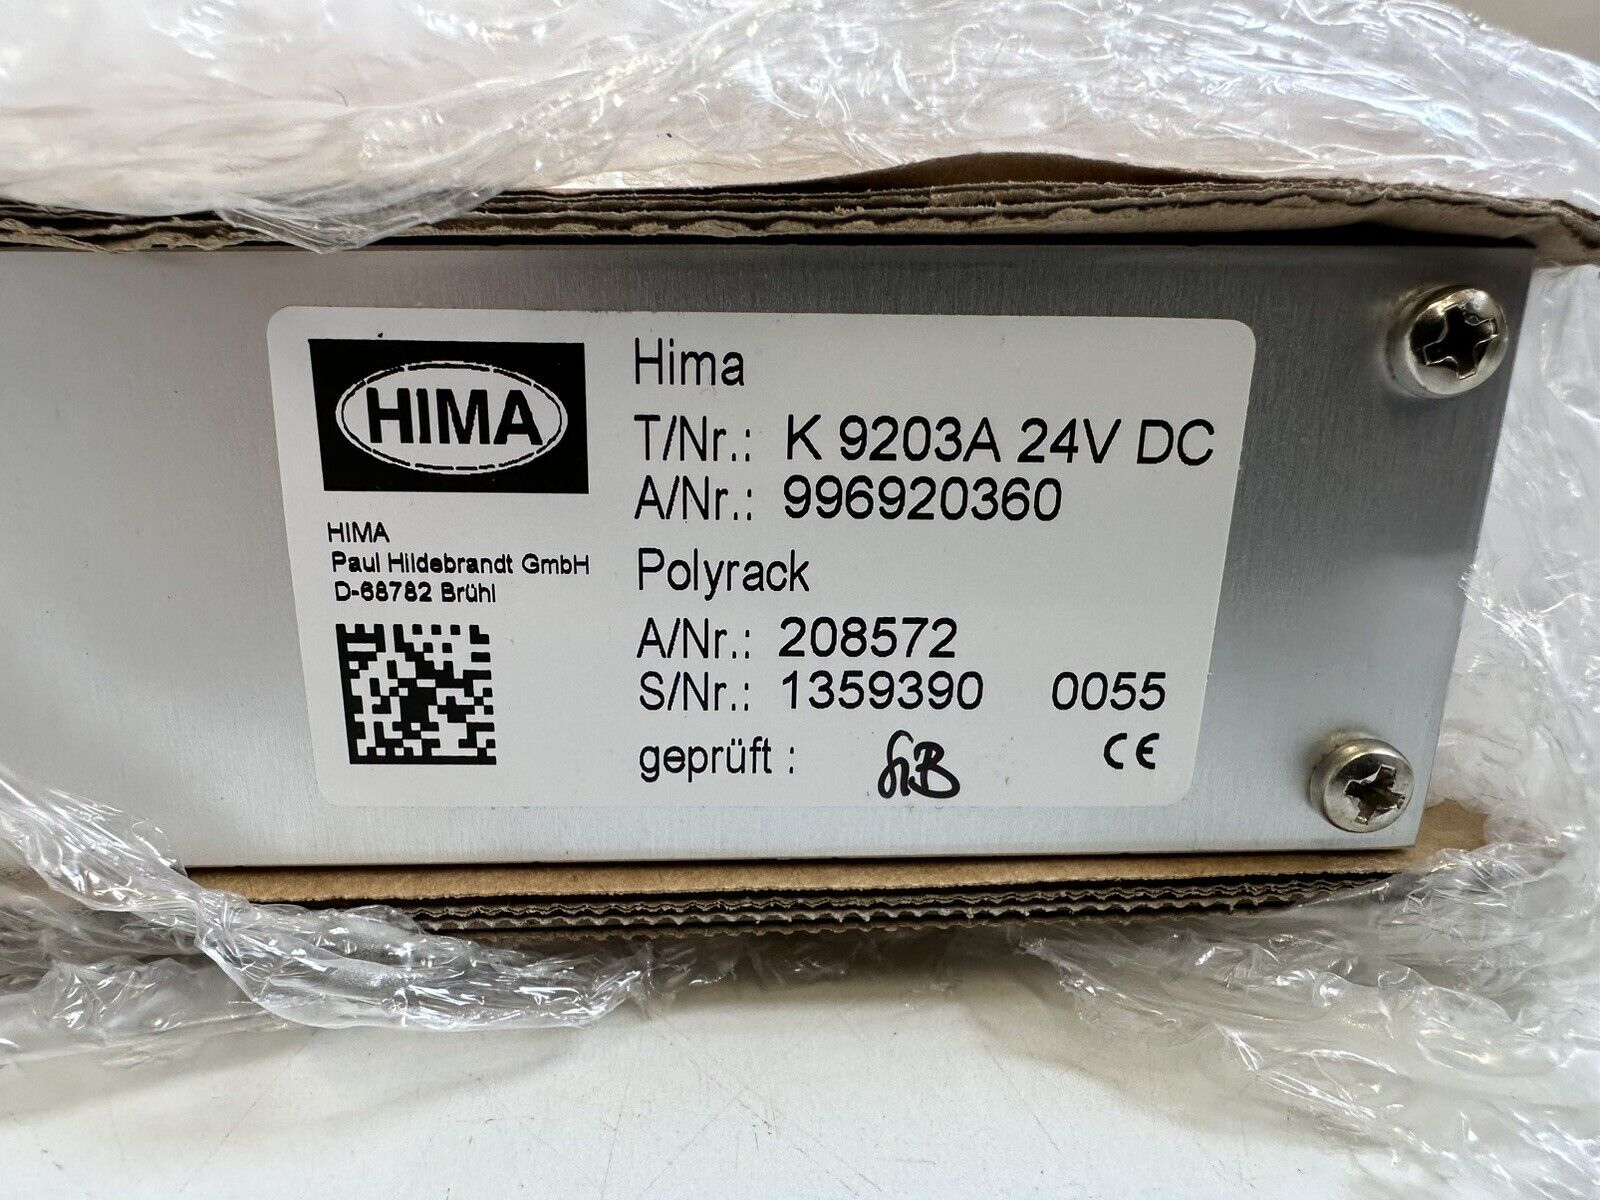 HIMA
HIMA
Paul Hildebrandt GmbH
D-68782 Brühl
Hima
T/Nr.: K 9203A 24V DC
A/Nr.: 996920360
Polyrack
A/Nr.: 208572
S/Nr.: 1359390 0055
geprüft :
CE